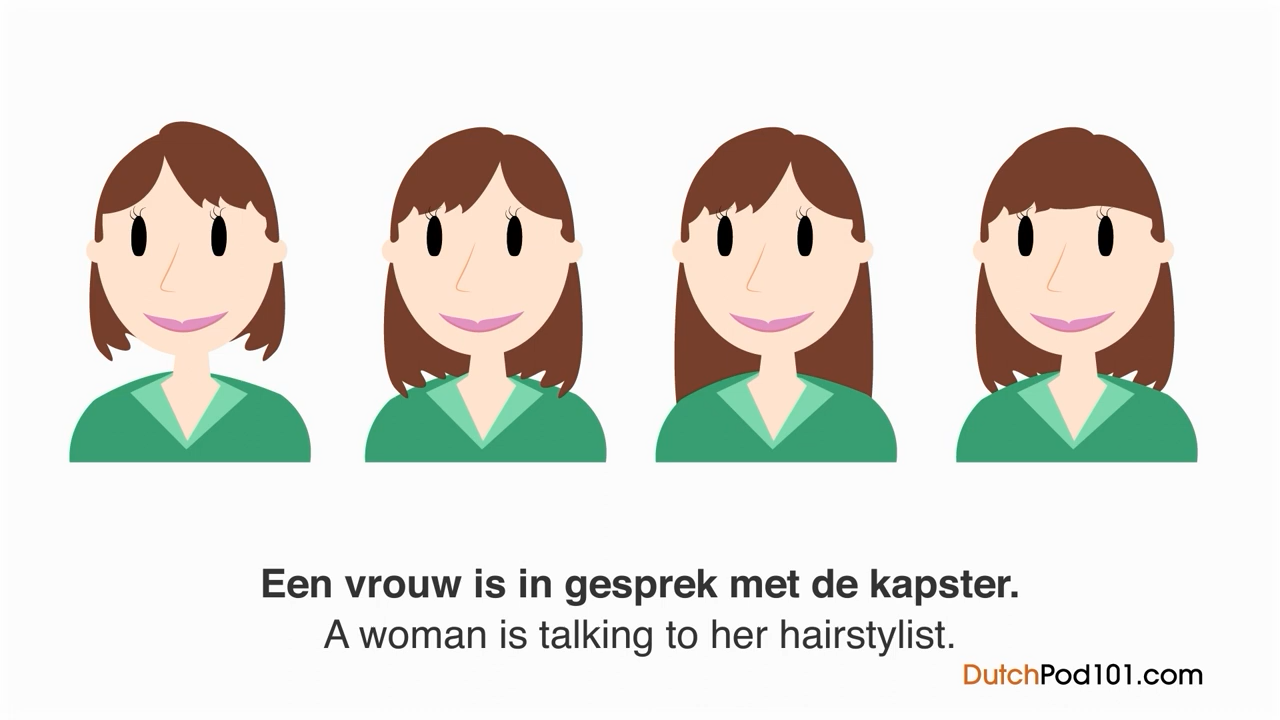 Een vrouw is in gesprek met de kapster.
A woman is talking to her hairstylist.
DutchPod101.com